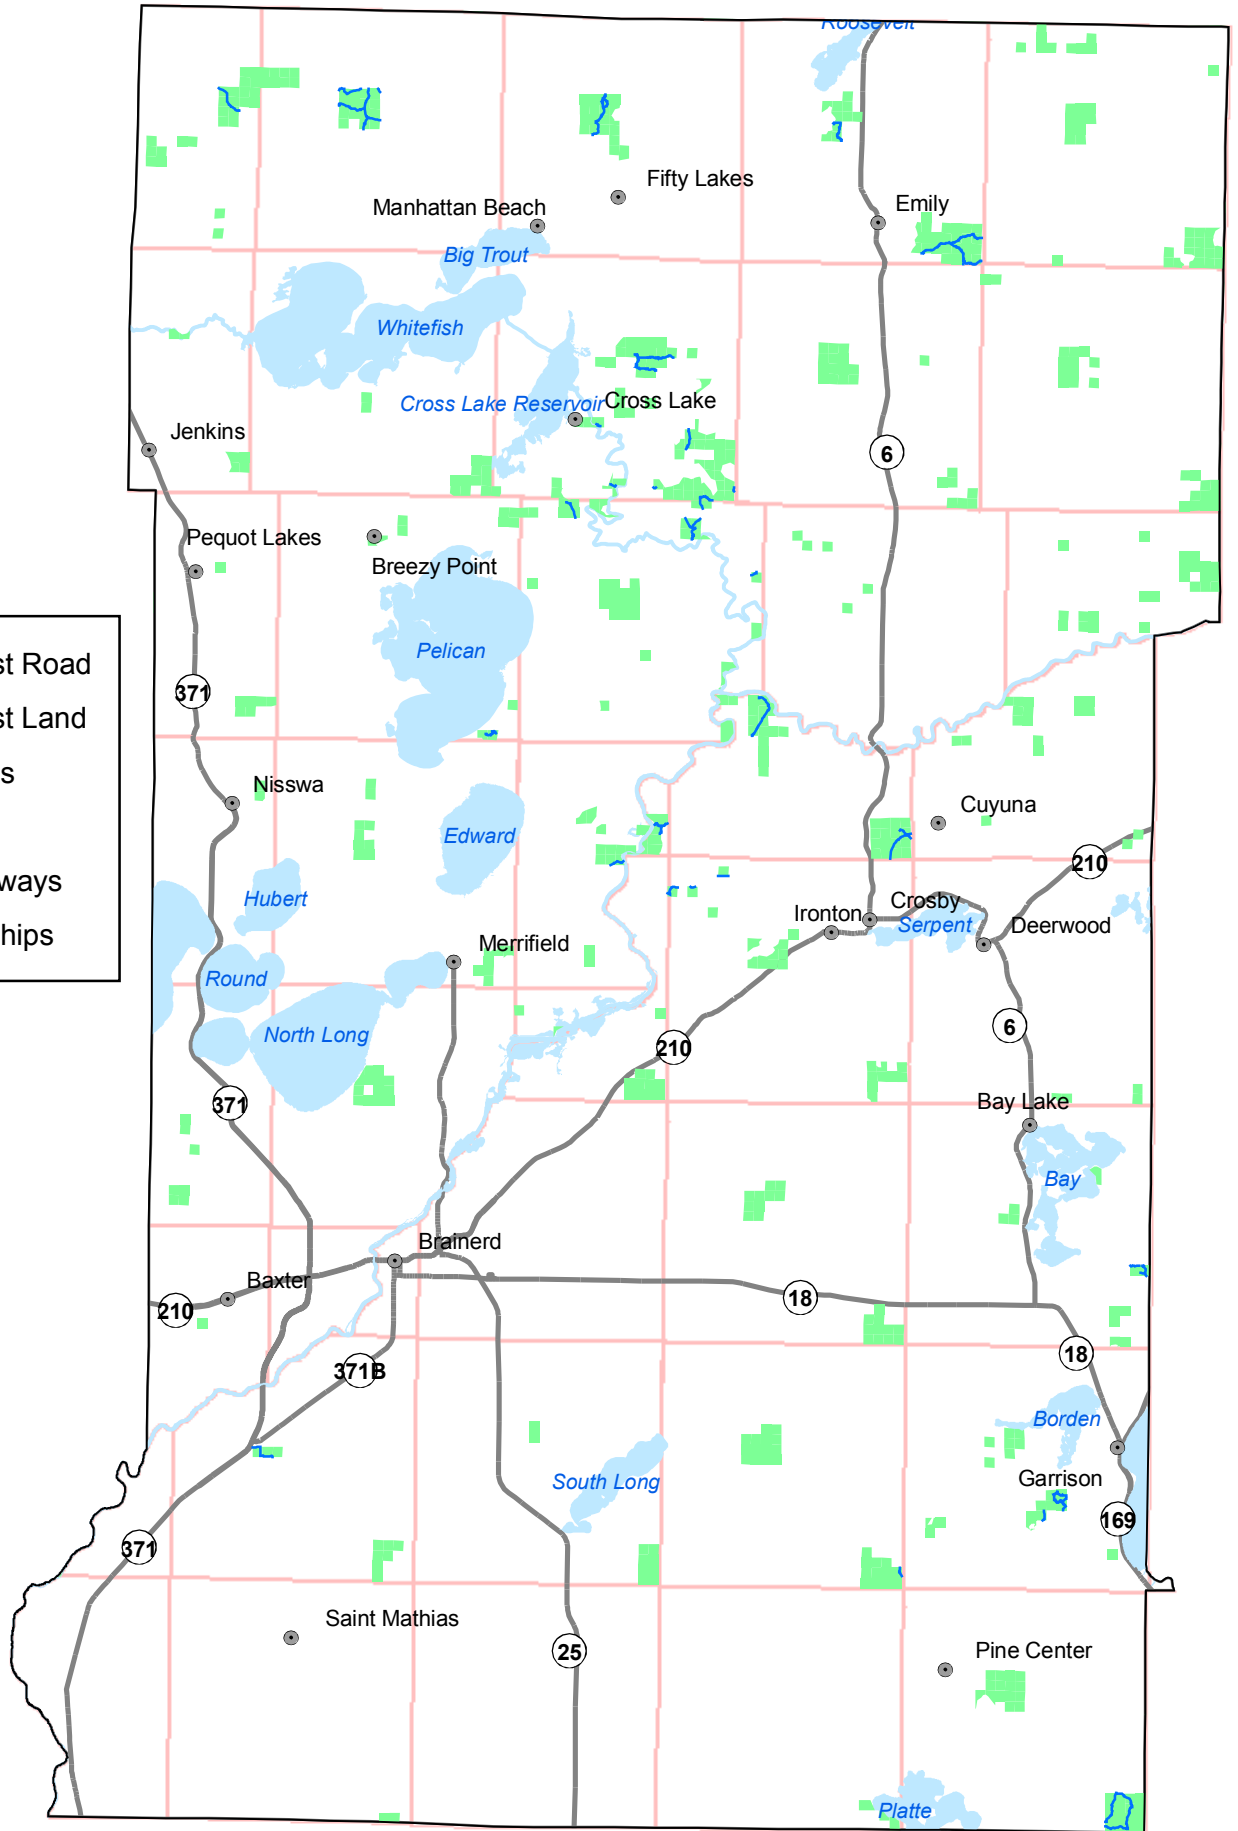 Roosevelt
Fifty Lakes
Manhattan Beach
Emily
Big Trout
Whitefish
Cross Lake Reservoir
Cross Lake
Jenkins
6
Pequot Lakes
Breezy Point
Pelican
st Road
st Land
s
ways
hips
371
Nisswa
Cuyuna
Edward
210
Hubert
Ironton
Crosby
Serpent
Deerwood
Merrifield
Round
North Long
6
210
371
Bay Lake
Bay
Brainerd
Baxter
210
18
18
371B
Borden
South Long
Garrison
169
371
Saint Mathias
25
Pine Center
Platte